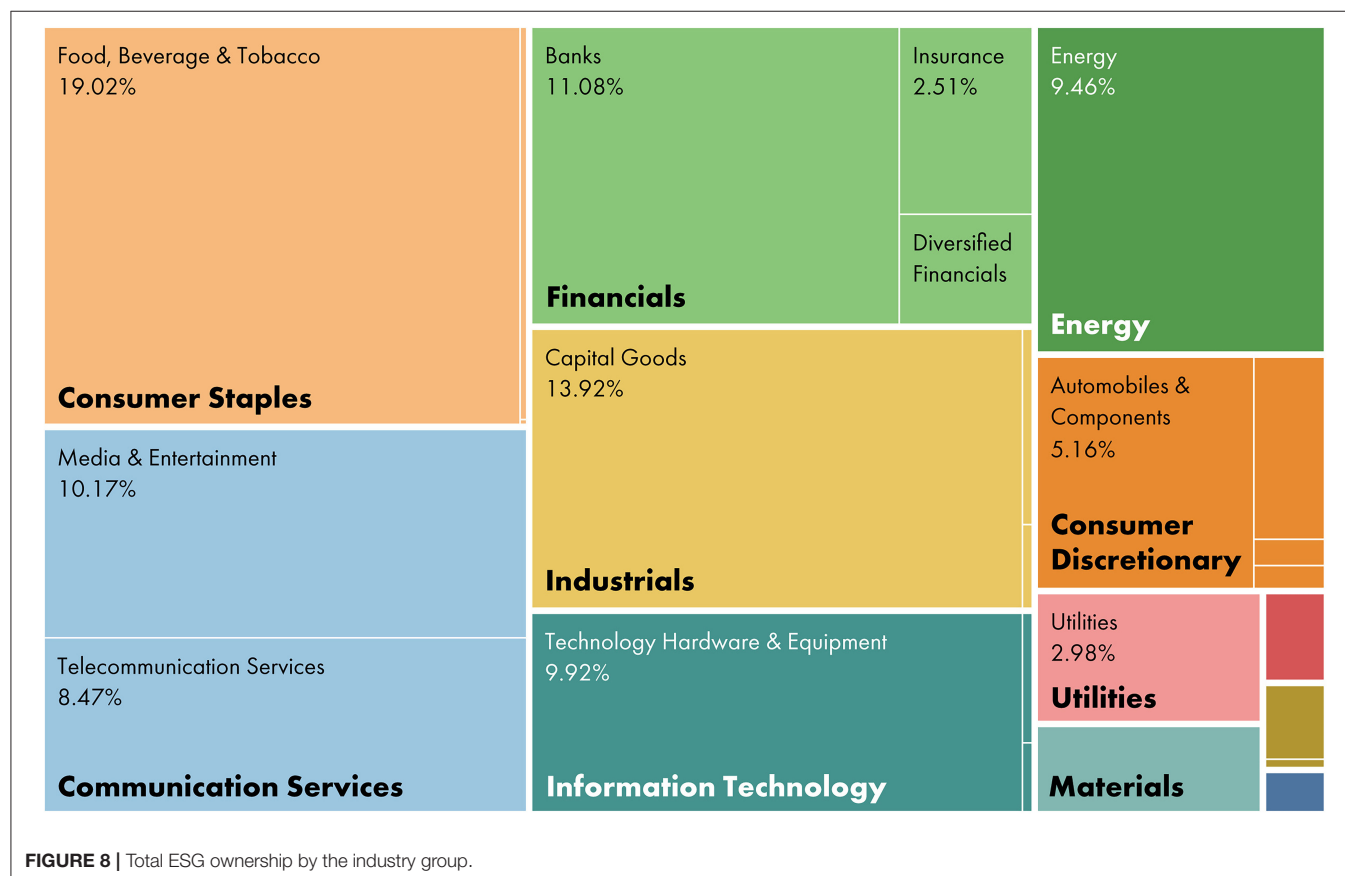 Food, Beverage & Tobacco
19.02%
Consumer Staples
Media & Entertainment
10.17%
Telecommunication Services
8.47%
Communication Services
Banks
11.08%
Financials
Insurance
2.51%
Diversified
Financials
Capital Goods
13.92%
Industrials
Technology Hardware & Equipment
9.92%
Information Technology
Energy
9.46%
Energy
Automobiles &
Components
5.16%
Consumer
Discretionary
Utilities
2.98%
Utilities
Materials
FIGURE 8 | Total ESG ownership by the industry group.